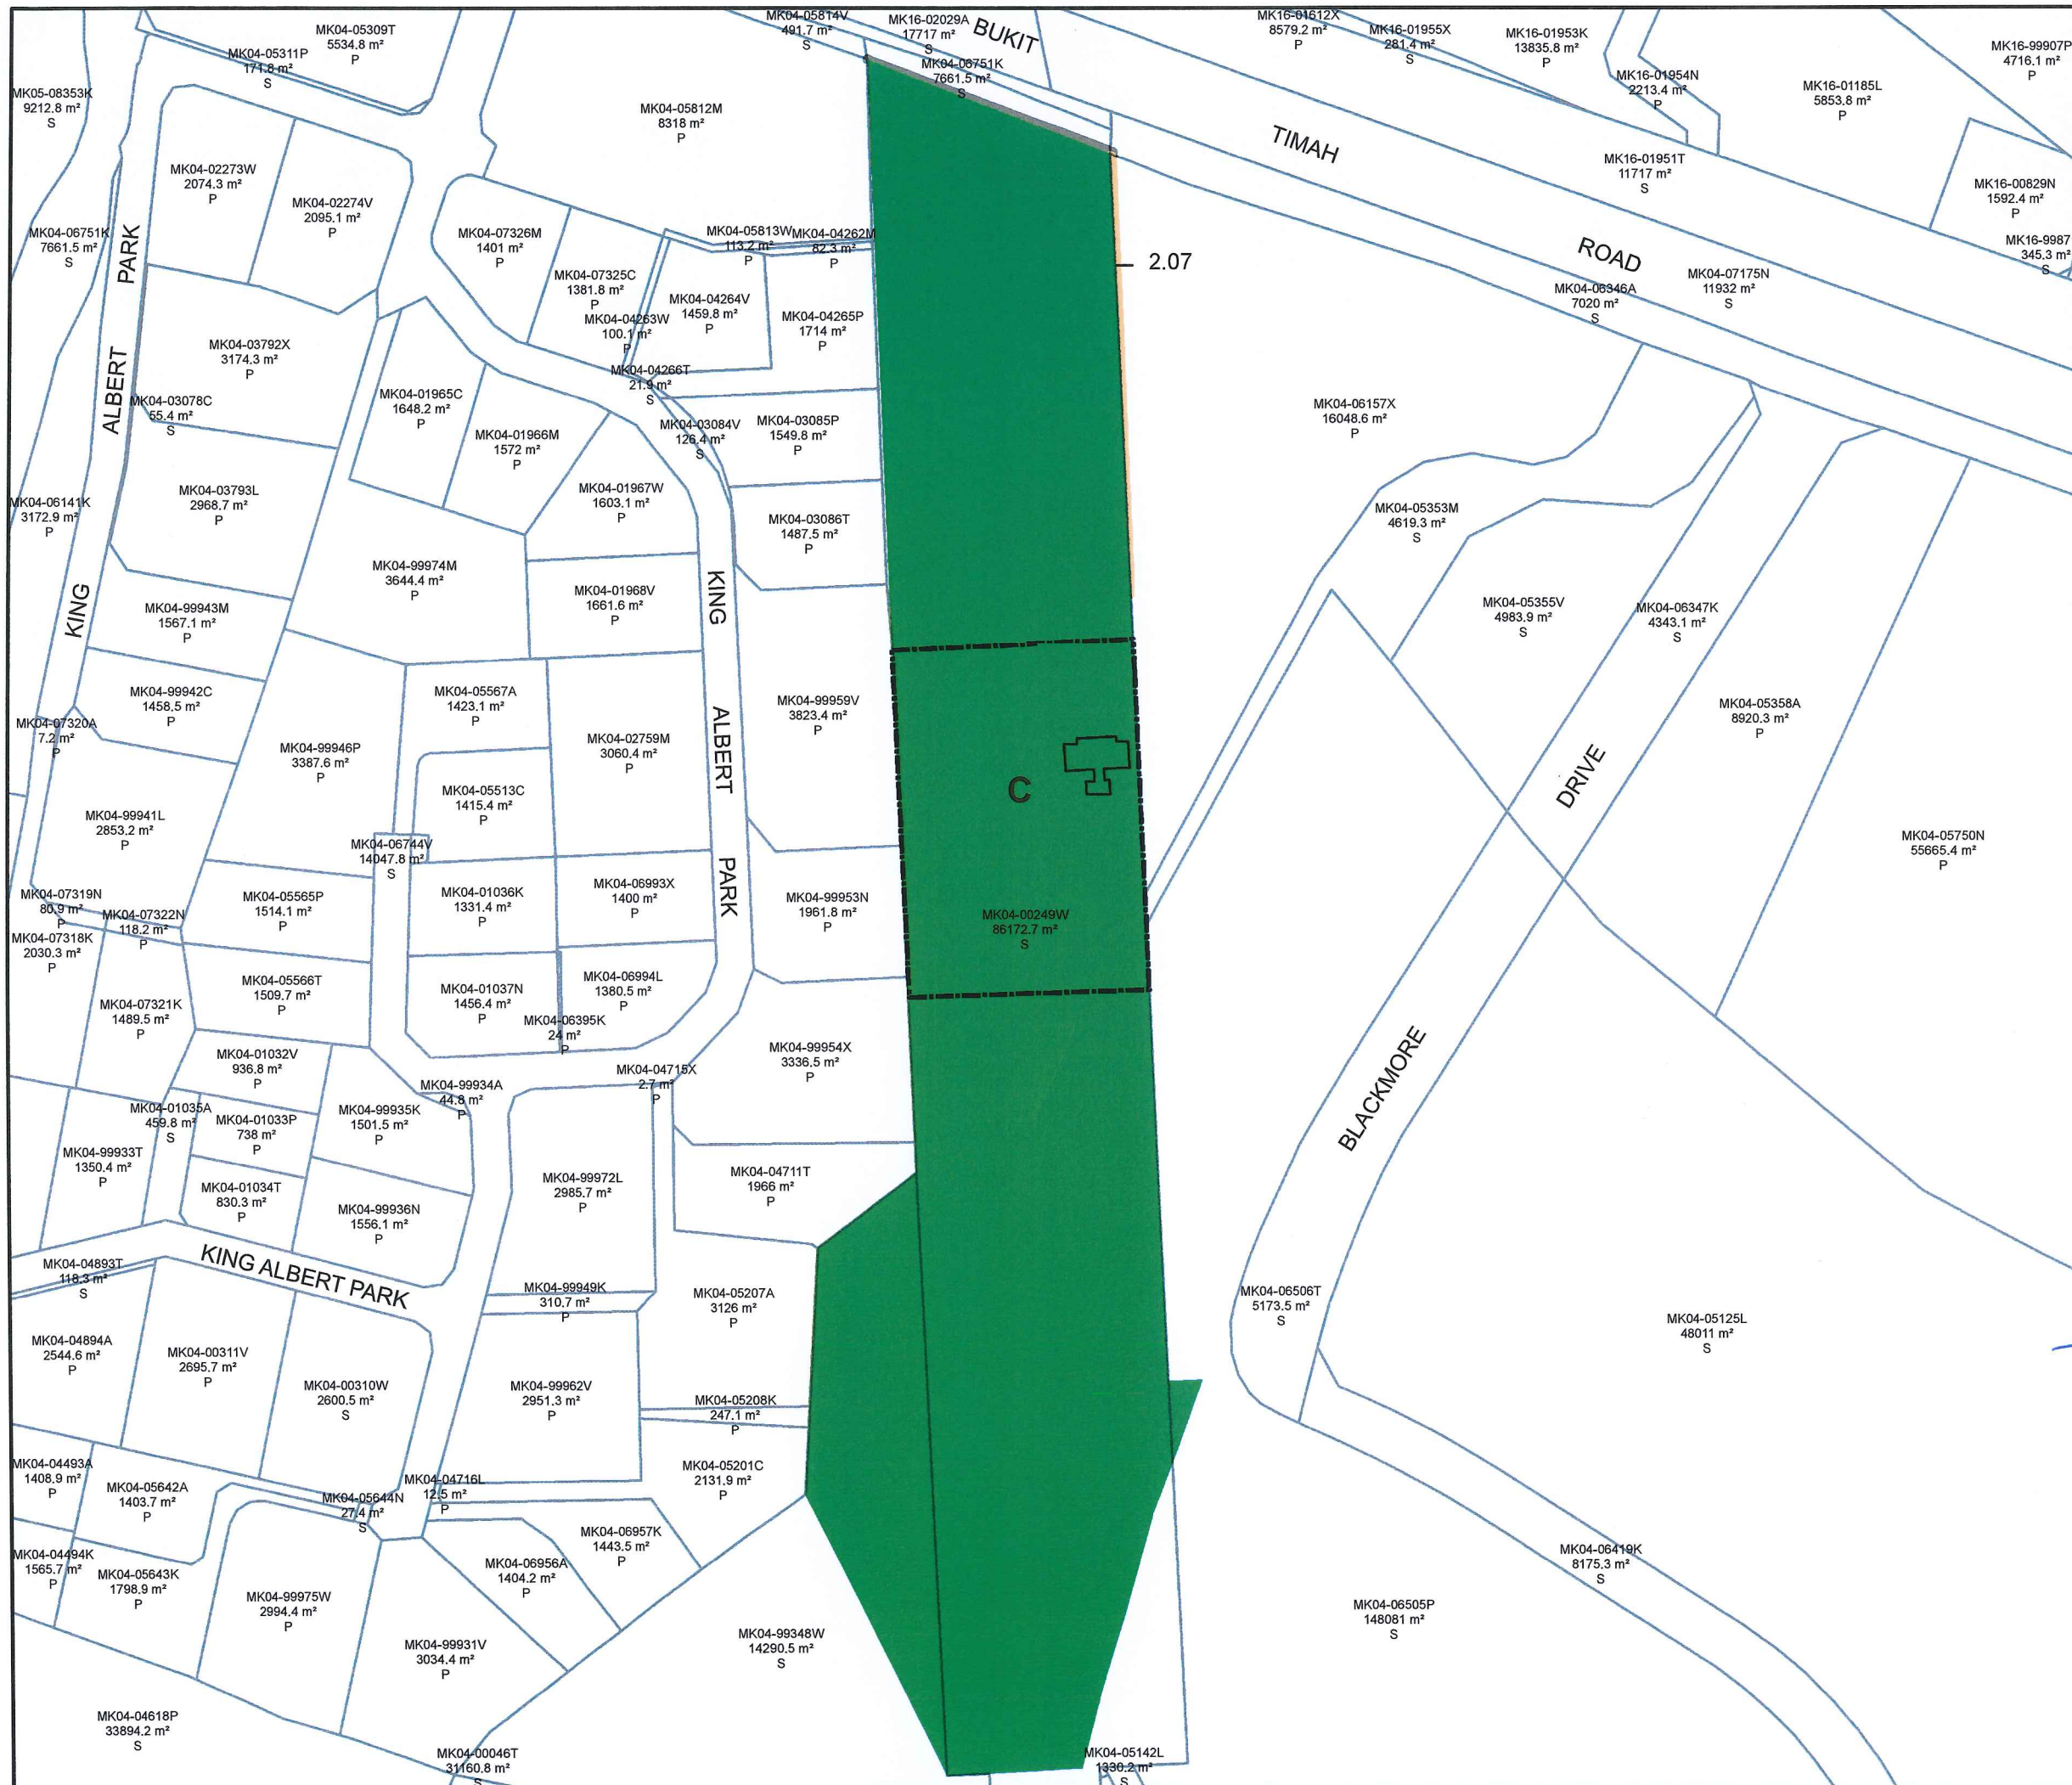 MK04-05309T
5534.8 m²
P
MK04-05311P
171.8 m²
S
MK05-08353K
9212.8 m²
S
MK04-05814V
491.7 m²
S
MK16-02029A
17717 m²
S
BUKIT
MK04-06751K
7661.5 m²
S
MK16-01612X
8579.2 m²
P
MK16-01955X
281.4 m²
S
MK16-01953K
13835.8 m²
P
MK16-01954N
2213.4 m²
P
MK16-01185L
5853.8 m²
P
MK16-99907P
4716.1 m²
P
MK04-05812M
8318 m²
P
TIMAH
MK16-01951T
11717 m²
S
MK16-00829N
1592.4 m²
P
MK16-9987
345.3 m²
S
MK04-02273W
2074.3 m²
P
MK04-02274V
2095.1 m²
P
MK04-06751K
7661.5 m²
S
PARK
MK04-07326M
1401 m²
P
MK04-05813W
113.2 m²
P
MK04-04262M
82.3 m²
P
2.07
ROAD
MK04-07175N
11932 m²
S
MK04-06346A
7020 m²
S
MK04-07325C
1381.8 m²
P
MK04-04263W
100.1 m²
P
MK04-04264V
1459.8 m²
P
MK04-04265P
1714 m²
P
MK04-03792X
3174.3 m²
P
ALBERT
MK04-03078C
55.4 m²
S
MK04-01965C
1648.2 m²
P
MK04-04266T
21.9 m²
S
MK04-01966M
1572 m²
P
MK04-03084V
126.4 m²
S
MK04-03085P
1549.8 m²
P
MK04-06157X
16048.6 m²
P
MK04-06141K
3172.9 m²
P
MK04-03793L
2968.7 m²
P
MK04-01967W
1603.1 m²
P
MK04-03086T
1487.5 m²
P
MK04-05353M
4619.3 m²
S
KING
MK04-99943M
1567.1 m²
P
MK04-99974M
3644.4 m²
P
MK04-01968V
1661.6 m²
P
KING
MK04-05355V
4983.9 m²
S
MK04-06347K
4343.1 m²
S
MK04-99942C
1458.5 m²
P
MK04-07320A
7.2 m²
P
MK04-05567A
1423.1 m²
P
MK04-99946P
3387.6 m²
P
MK04-02759M
3060.4 m²
P
ALBERT
MK04-99959V
3823.4 m²
P
MK04-05358A
8920.3 m²
P
C
DRIVE
MK04-05513C
1415.4 m²
P
MK04-99941L
2853.2 m²
P
MK04-06744V
14047.8 m²
S
MK04-05750N
55665.4 m²
P
MK04-07319N
80.9 m²
P
MK04-07322N
118.2 m²
P
MK04-05565P
1514.1 m²
P
MK04-01036K
1331.4 m²
P
MK04-06993X
1400 m²
P
PARK
MK04-99953N
1961.8 m²
P
MK04-00249W
86172.7 m²
S
MK04-07318K
2030.3 m²
P
MK04-07321K
1489.5 m²
P
MK04-05566T
1509.7 m²
P
MK04-01037N
1456.4 m²
P
MK04-06994L
1380.5 m²
P
MK04-06395K
24 m²
P
MK04-01032V
936.8 m²
P
MK04-99934A
44.8 m²
P
MK04-04715X
2.7 m²
P
MK04-99954X
3336.5 m²
P
BLACKMORE
MK04-01035A
459.8 m²
S
MK04-01033P
738 m²
P
MK04-99935K
1501.5 m²
P
MK04-99933T
1350.4 m²
P
MK04-01034T
830.3 m²
P
MK04-99936N
1556.1 m²
P
MK04-99972L
2985.7 m²
P
MK04-04711T
1966 m²
P
KING ALBERT PARK
MK04-04893T
118.3 m²
S
MK04-99949K
310.7 m²
P
MK04-05207A
3126 m²
P
MK04-06506T
5173.5 m²
S
MK04-05125L
48011 m²
S
MK04-04894A
2544.6 m²
P
MK04-00311V
2695.7 m²
P
MK04-00310W
2600.5 m²
S
MK04-99962V
2951.3 m²
P
MK04-05208K
247.1 m²
P
MK04-04493A
1408.9 m²
P
MK04-05642A
1403.7 m²
P
MK04-05644N
27.4 m²
S
MK04-04716L
12.5 m²
P
MK04-05201C
2131.9 m²
P
MK04-04494K
1565.7 m²
P
MK04-05643K
1798.9 m²
P
MK04-99975W
2994.4 m²
P
MK04-06956A
1404.2 m²
P
MK04-06957K
1443.5 m²
P
MK04-06419K
8175.3 m²
S
MK04-99931V
3034.4 m²
P
MK04-99348W
14290.5 m²
S
MK04-06505P
148081 m²
S
MK04-04618P
33894.2 m²
S
MK04-00046T
31160.8 m²
S
MK04-05142L
1330.2 m²
S